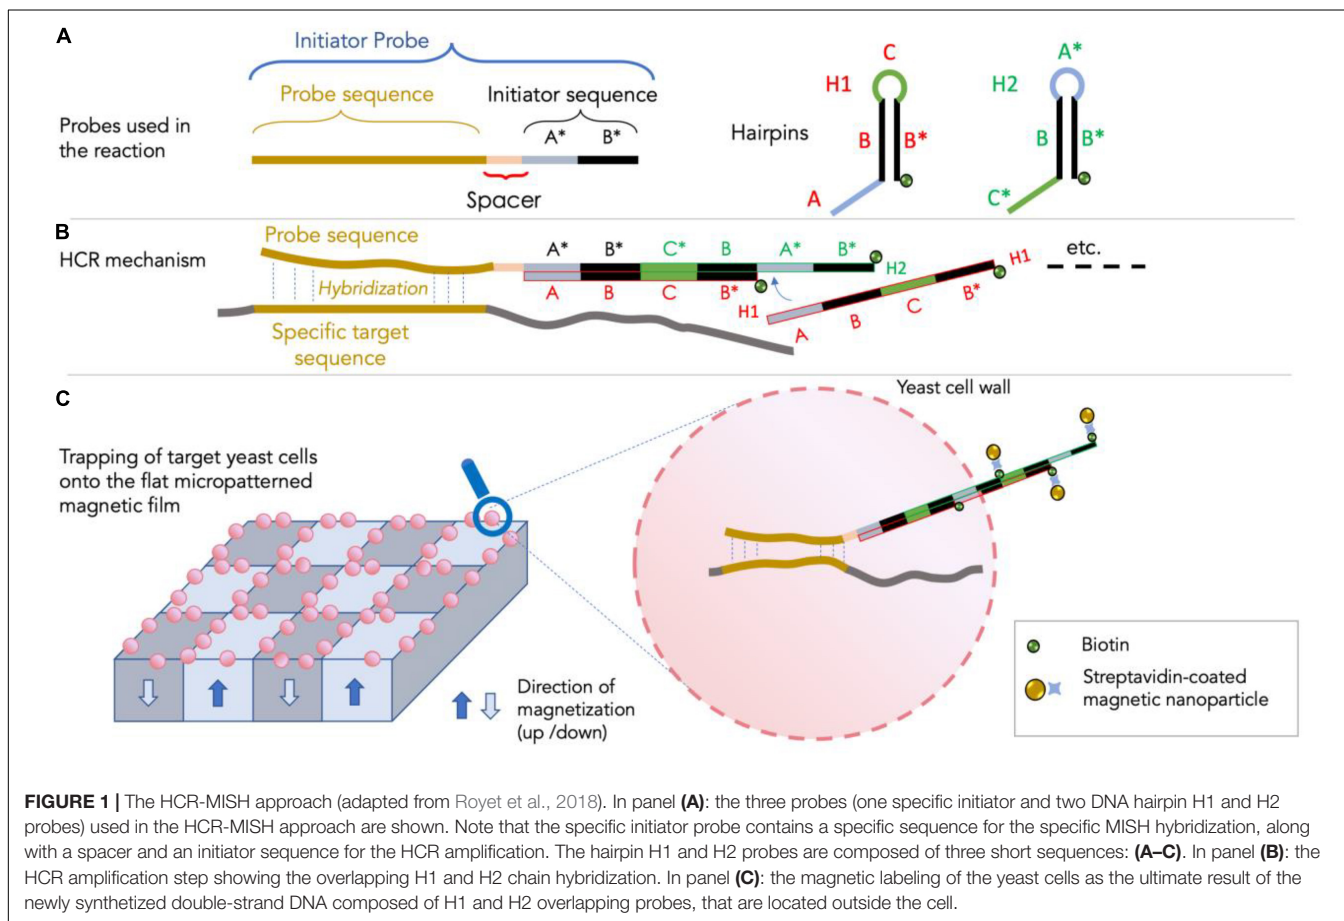 A
Initiator Probe
Probe sequence
Initiator sequence
Probes used in
the reaction
A*
B*
Spacer
Hairpins
C
H1
B
B*
A
A*
H2
B
B*
C*
B
HCR mechanism
Probe sequence
Hybridization
Specific target
sequence
A* B* C* B A* B*
H2
A B C B*
H1
A B C B*
H1
etc.
C
Trapping of target yeast cells
onto the flat micropatterned
magnetic film
Direction of
magnetization
(up /down)
Yeast cell wall
Biotin
Streptavidin-coated
magnetic nanoparticle
FIGURE 1 | The HCR-MISH approach (adapted from Royet et al., 2018). In panel (A): the three probes (one specific initiator and two DNA hairpin H1 and H2
probes) used in the HCR-MISH approach are shown. Note that the specific initiator probe contains a specific sequence for the specific MISH hybridization, along
with a spacer and an initiator sequence for the HCR amplification. The hairpin H1 and H2 probes are composed of three short sequences: (A–C). In panel (B): the
HCR amplification step showing the overlapping H1 and H2 chain hybridization. In panel (C): the magnetic labeling of the yeast cells as the ultimate result of the
newly synthetized double-strand DNA composed of H1 and H2 overlapping probes, that are located outside the cell.